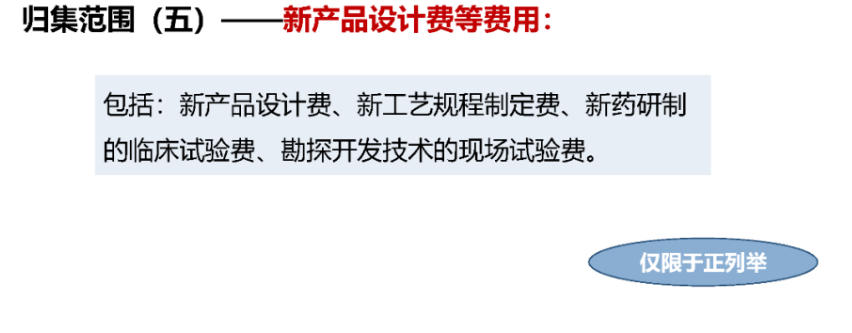 归集范围（五）——新产品设计费等费用：
包括：新产品设计费、新工艺规程制定费、新药研制
的临床试验费、勘探开发技术的现场试验费。
仅限于正列举